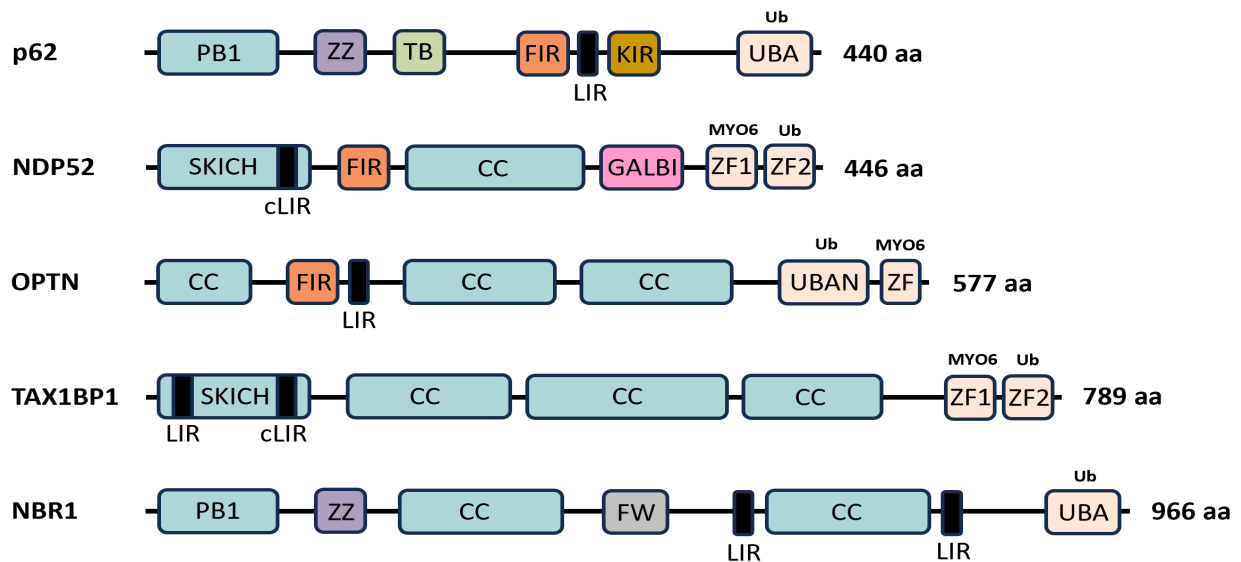 Ub
p62 PB1 ZZ TB FIR KIR UBA 440 aa
LIR
MYO6 Ub
NDP52 SKICH FIR CC GALBI ZF1 ZF2 446 aa
cLIR
Ub MYO6
OPTN CC FIR CC CC UBAN ZF 577 aa
LIR
MYO6 Ub
TAX1BP1 SKICH CC CC CC ZF1 ZF2 789 aa
LIR cLIR
Ub
NBR1 PB1 ZZ CC FW CC UBA 966 aa
LIR LIR